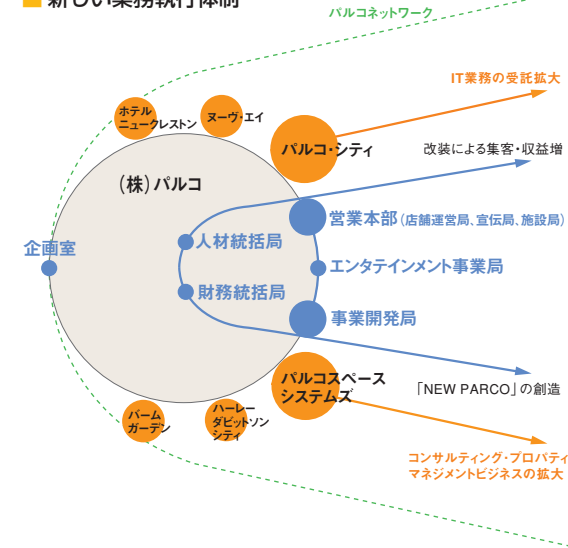 新しい業務執行体制
パルコネットワーク
IT業務の受託拡大
ホテル
ニュークレストン
ヌーヴ・エイ
パルコ・シティ
改装による集客・収益増
(株)パルコ
営業本部(店舗運営局、宣伝局、施設局)
企画室
人材統括局
エンタテインメント事業局
財務統括局
事業開発局
パルコスペース
システムズ
「NEW PARCO」の創造
バーム
ガーデン
ハーレー
ダビットソン
シティ
コンサルティング・プロパティ
マネジメントビジネスの拡大